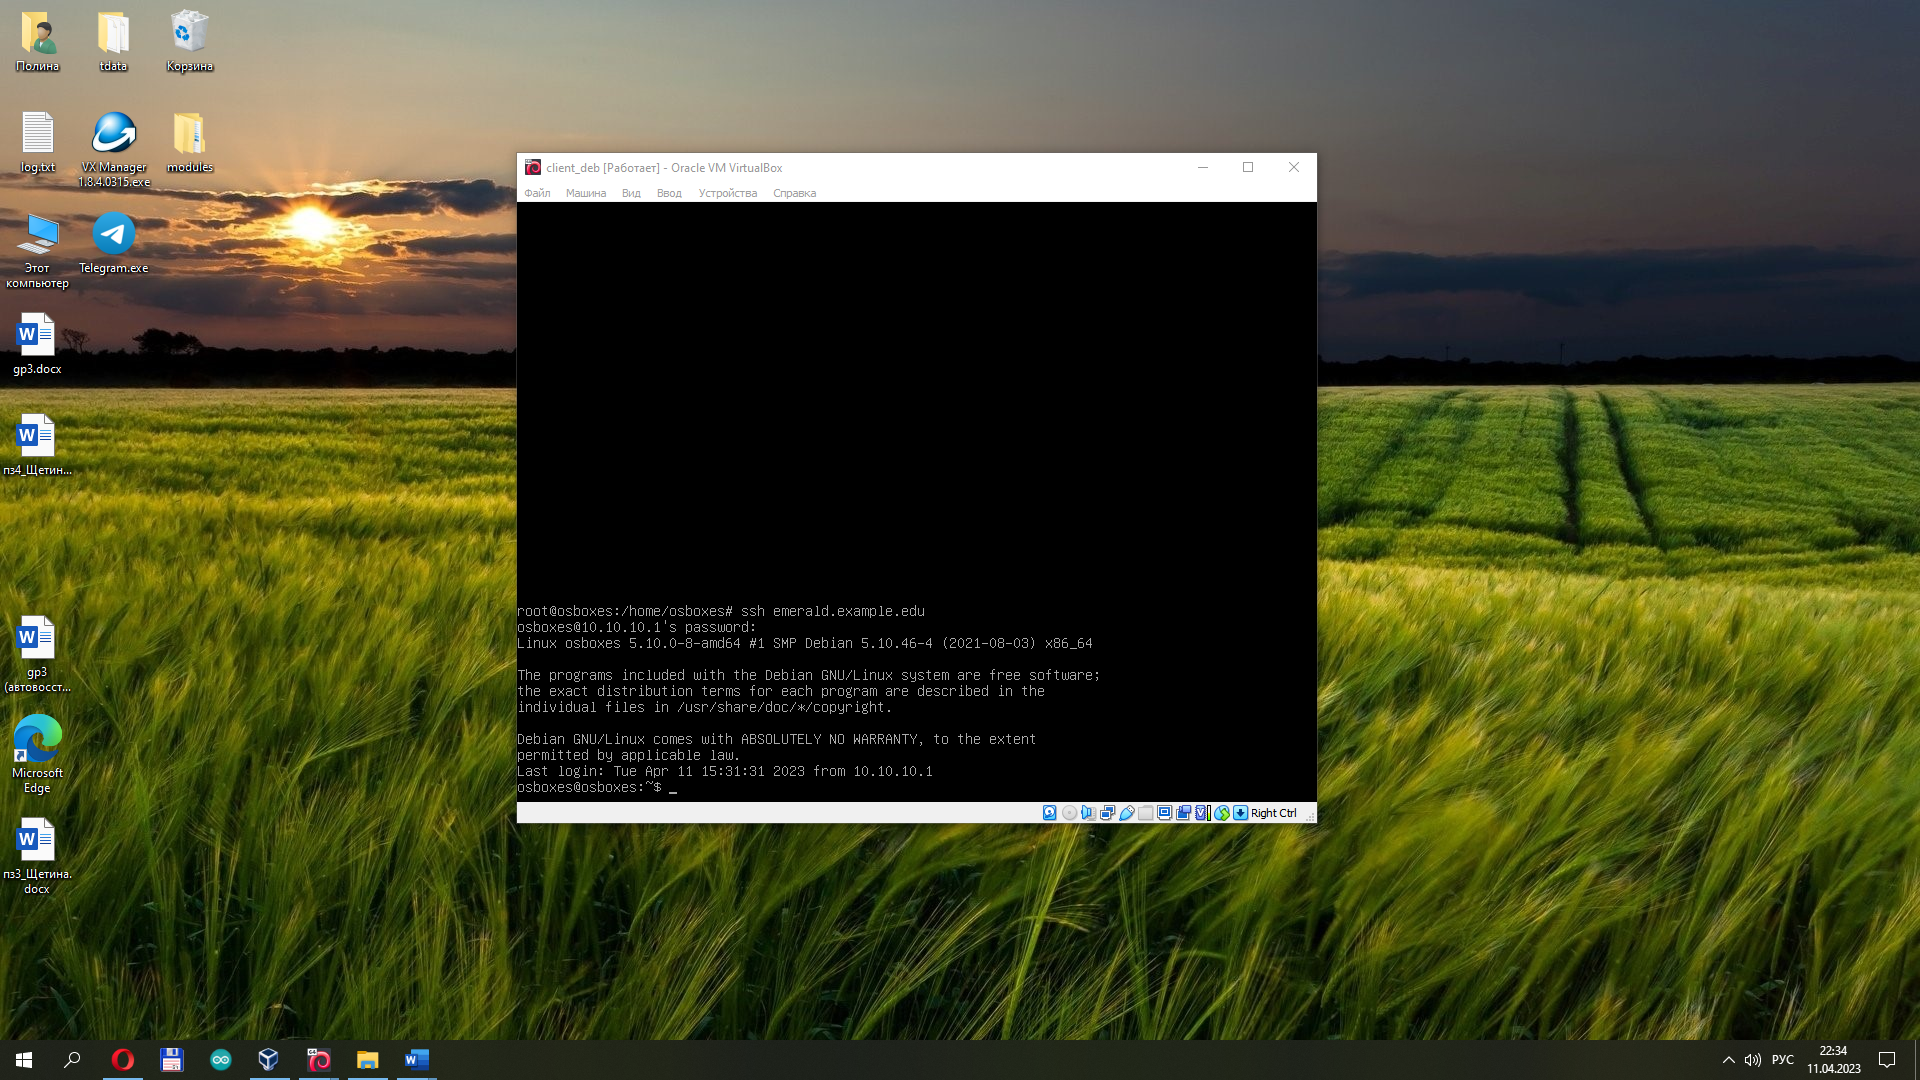 Полина
tdata
Корзина
log.txt
VX Manager
1.8.4.0315.exe
modules
Этот
компьютер
Telegram.exe
gp3.docx
пз4_Щетин...
gp3
(автовосст...
Microsoft
Edge
пз3_Щетина.
docx
client_deb [Работает] - Oracle VM VirtualBox
Файл Машина Вид Ввод Устройства Справка
root@osboxes:/home/osboxes# ssh emerald.example.edu
osboxes@10.10.10.1's password:
Linux osboxes 5.10.0-8-amd64 #1 SMP Debian 5.10.46-4 (2021-08-03) x86_64
The programs included with the Debian GNU/Linux system are free software;
the exact distribution terms for each program are described in the
individual files in /usr/share/doc/*/copyright.
Debian GNU/Linux comes with ABSOLUTELY NO WARRANTY, to the extent
permitted by applicable law.
Last login: Tue Apr 11 15:31:31 2023 from 10.10.10.1
osboxes@osboxes:~$ _
Right Ctrl
РУС
22:34
11.04.2023